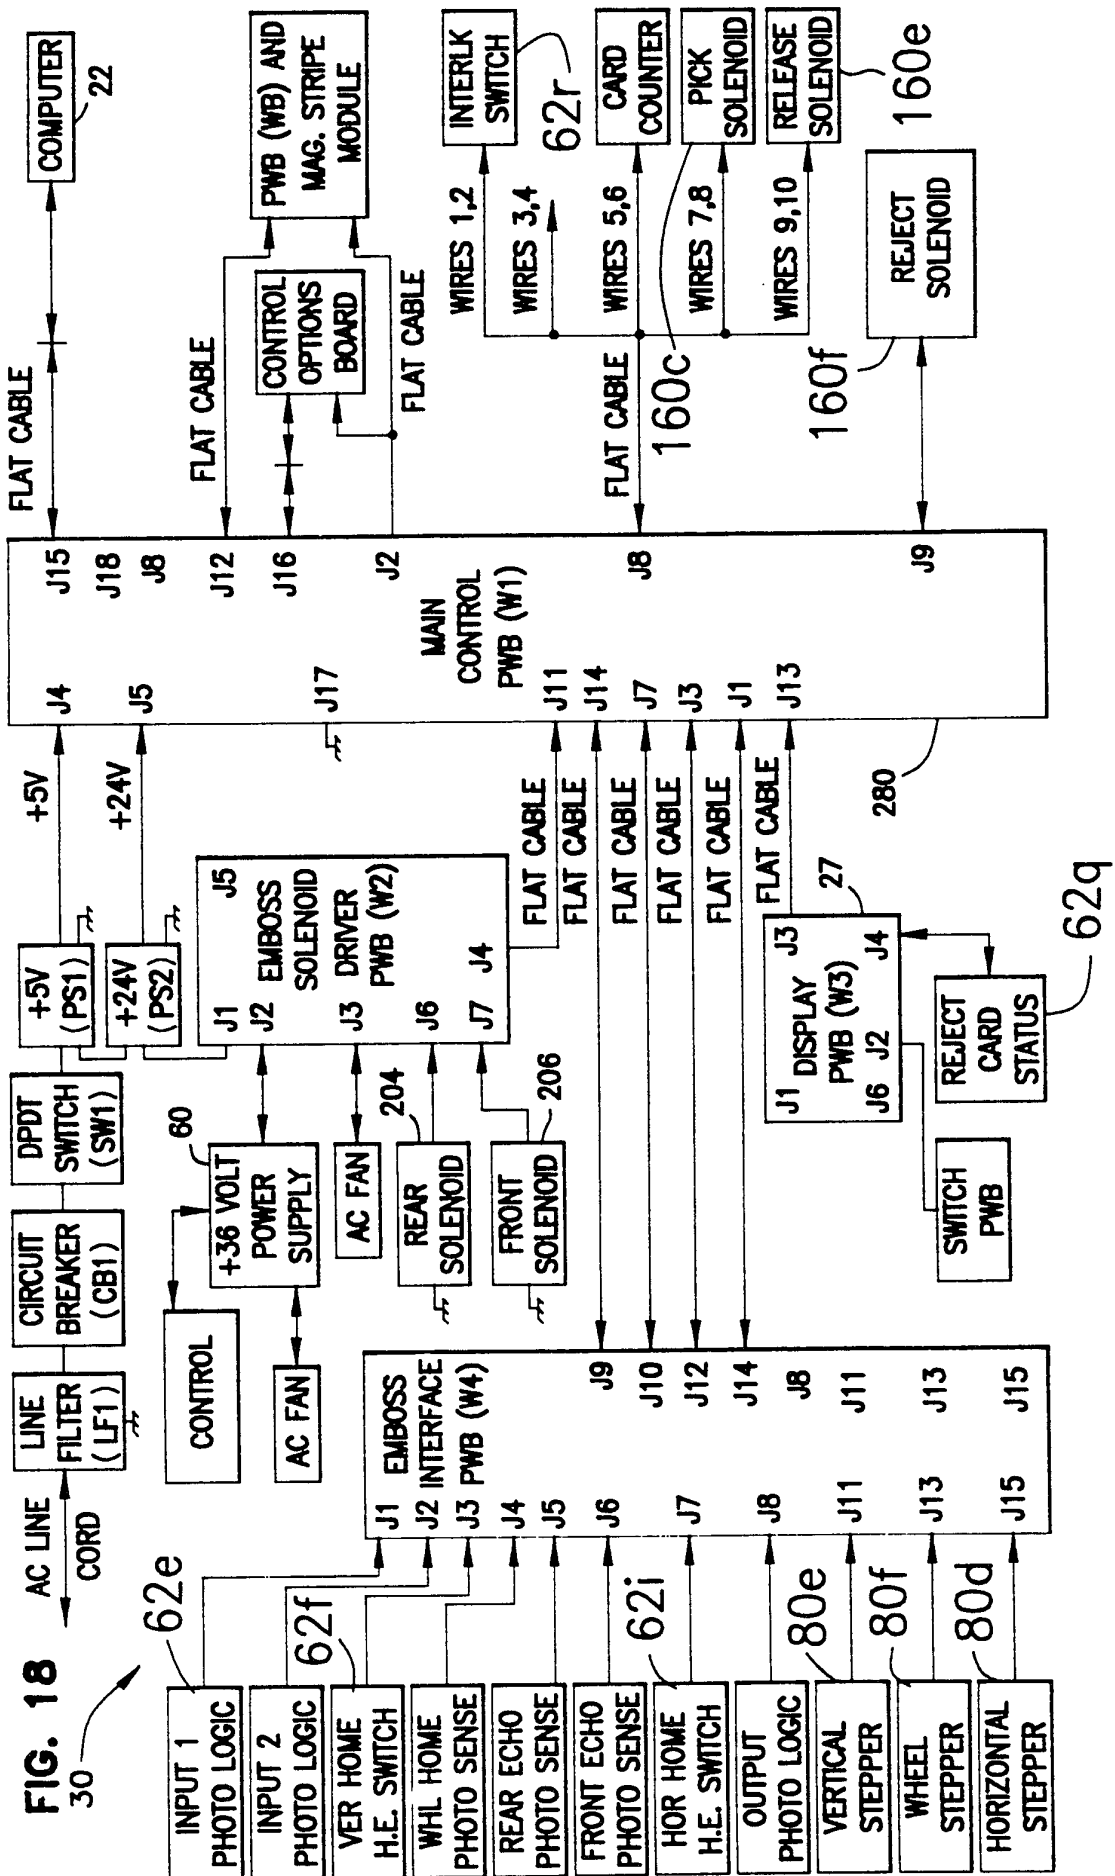 FIG. 18
30
AC LINE
CORD
LINE
FILTER
(LF1)
CIRCUIT
BREAKER
(CB1)
DPDT
SWITCH
(SW1)
+5V
(PS1)
+5V
+24V
(PS2)
+24V
CONTROL
60
+36 VOLT
POWER
SUPPLY
AC FAN
AC FAN
204
REAR
SOLENOID
206
FRONT
SOLENOID
J1
J5
J2
EMBOSS
SOLENOID
DRIVER
PWB (W2)
J3
J6
J7
J4
FLAT CABLE
FLAT CABLE
FLAT CABLE
FLAT CABLE
FLAT CABLE
FLAT CABLE
62e
INPUT 1
PHOTO LOGIC
INPUT 2
PHOTO LOGIC
62f
VER HOME
H.E. SWITCH
WHL HOME
PHOTO SENSE
REAR ECHO
PHOTO SENSE
FRONT ECHO
PHOTO SENSE
62i
HOR HOME
H.E. SWITCH
OUTPUT
PHOTO LOGIC
80e
VERTICAL
STEPPER
80f
WHEEL
STEPPER
80d
HORIZONTAL
STEPPER
J1
EMBOSS
J2 INTERFACE
J3 PWB (W4)
J4
J5
J6
J7
J8
J11
J13
J15
J9
J10
J12
J14
J8
J11
J13
J15
J1
J3
DISPLAY
PWB (W3)
J6
J2
J4
27
SWITCH
PWB
REJECT
CARD
STATUS
62q
J4
J5
J17
MAIN
CONTROL
PWB (W1)
J11
J14
J7
J3
J1
J13
280
J15
J18
J8
J12
J16
J2
J8
J9
FLAT CABLE
COMPUTER
22
FLAT CABLE
CONTROL
OPTIONS
BOARD
FLAT CABLE
PWB (WB) AND
MAG. STRIPE
MODULE
FLAT CABLE
WIRES 1,2
INTERLK
SWITCH
WIRES 3,4
62r
WIRES 5,6
CARD
COUNTER
WIRES 7,8
PICK
SOLENOID
160c
WIRES 9,10
RELEASE
SOLENOID
160e
REJECT
SOLENOID
160f